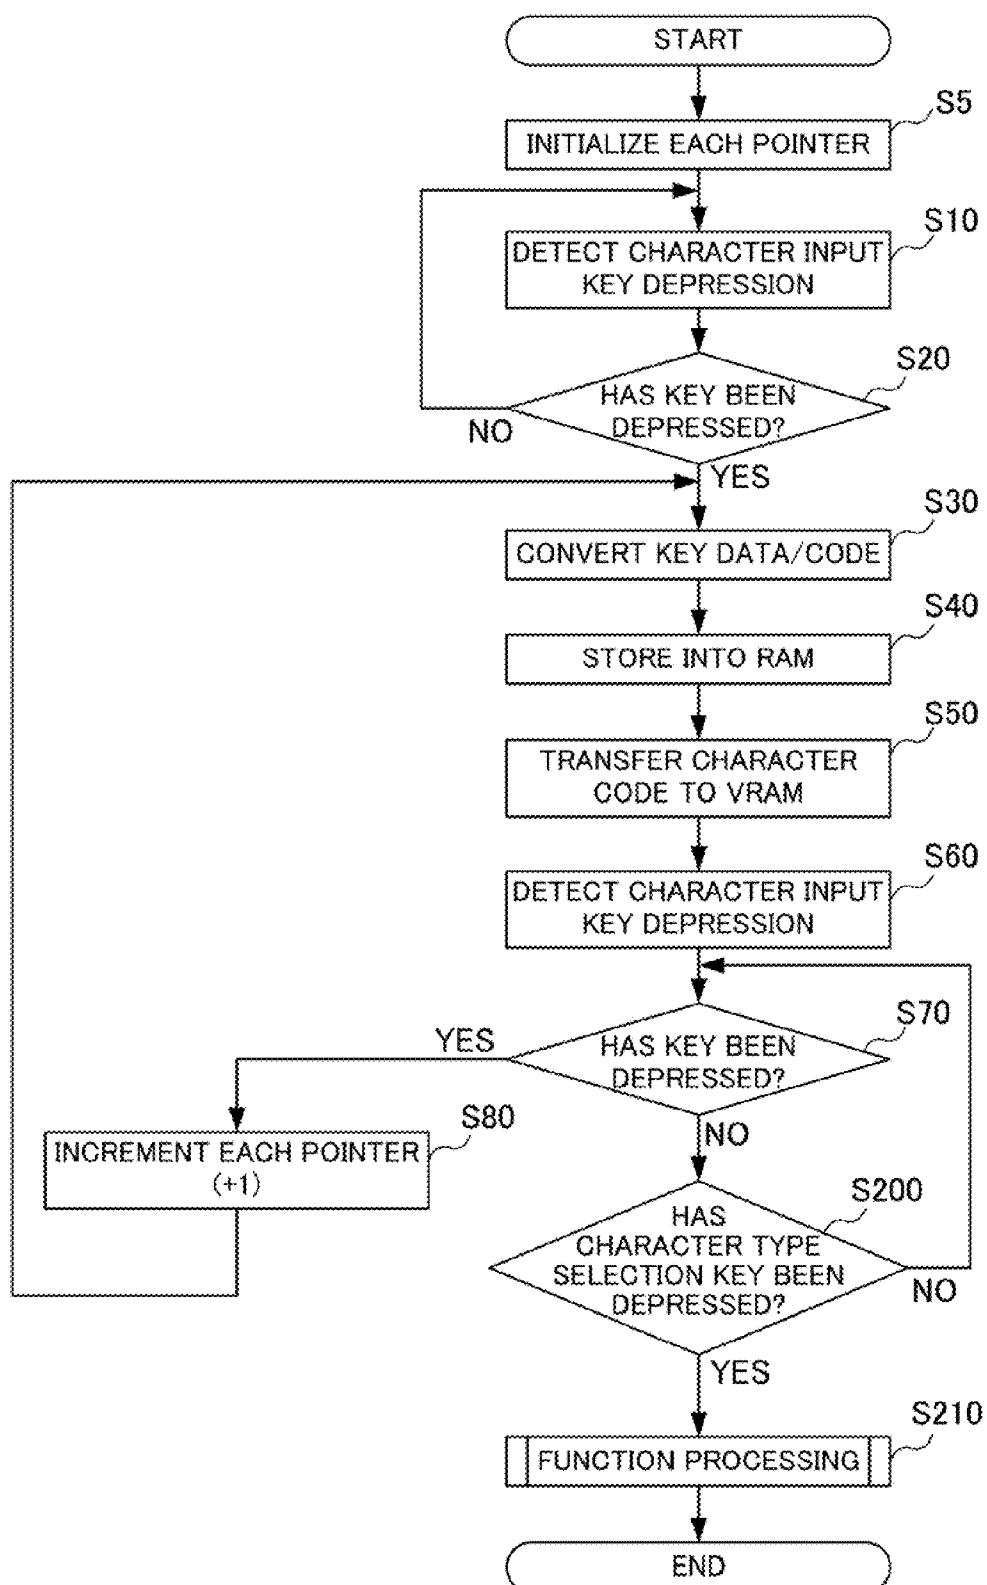 START
S5
INITIALIZE EACH POINTER
S10
DETECT CHARACTER INPUT
KEY DEPRESSION
S20
HAS KEY BEEN
DEPRESSED?
NO
YES
S30
CONVERT KEY DATA/CODE
S40
STORE INTO RAM
S50
TRANSFER CHARACTER
CODE TO VRAM
S60
DETECT CHARACTER INPUT
KEY DEPRESSION
S70
YES
HAS KEY BEEN
DEPRESSED?
S80
NO
INCREMENT EACH POINTER
(+1)
S200
HAS
CHARACTER TYPE
SELECTION KEY BEEN
DEPRESSED?
NO
YES
S210
FUNCTION PROCESSING
END